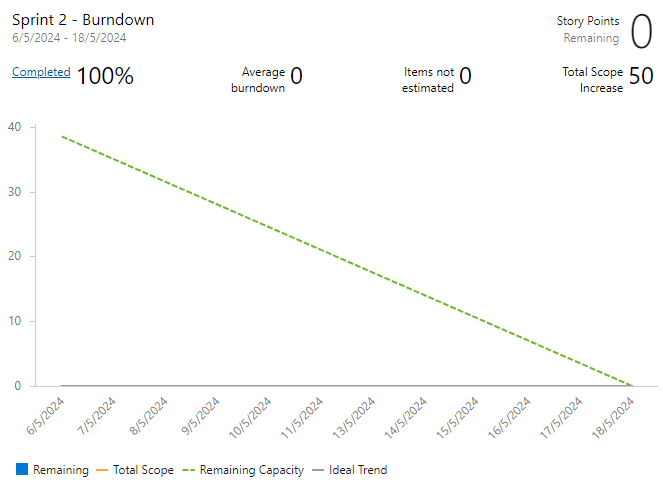 Sprint 2 - Burndown
6/5/2024 - 18/5/2024
Story Points
Remaining
0
Completed 100%
Average
burndown
0
Items not
estimated
0
Total Scope
Increase
50
40
30
20
10
0
6/5/2024
7/5/2024
8/5/2024
9/5/2024
10/5/2024
11/5/2024
13/5/2024
14/5/2024
15/5/2024
16/5/2024
17/5/2024
18/5/2024
Remaining Total Scope Remaining Capacity Ideal Trend